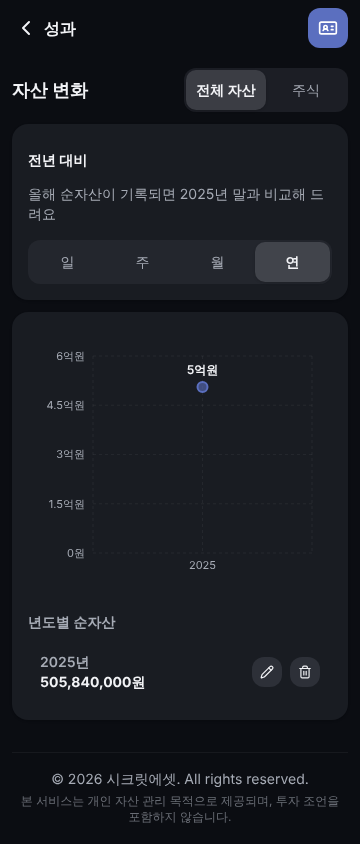 성과
자산 변화
전체 자산
주식
전년 대비
올해 순자산이 기록되면 2025년 말과 비교해 드
려요
일
주
월
연
6억원
5억원
4.5억원
3억원
1.5억원
0원
2025
년도별 순자산
2025년
505,840,000원
© 2026 시크릿에셋. All rights reserved.
본 서비스는 개인 자산 관리 목적으로 제공되며, 투자 조언을
포함하지 않습니다.